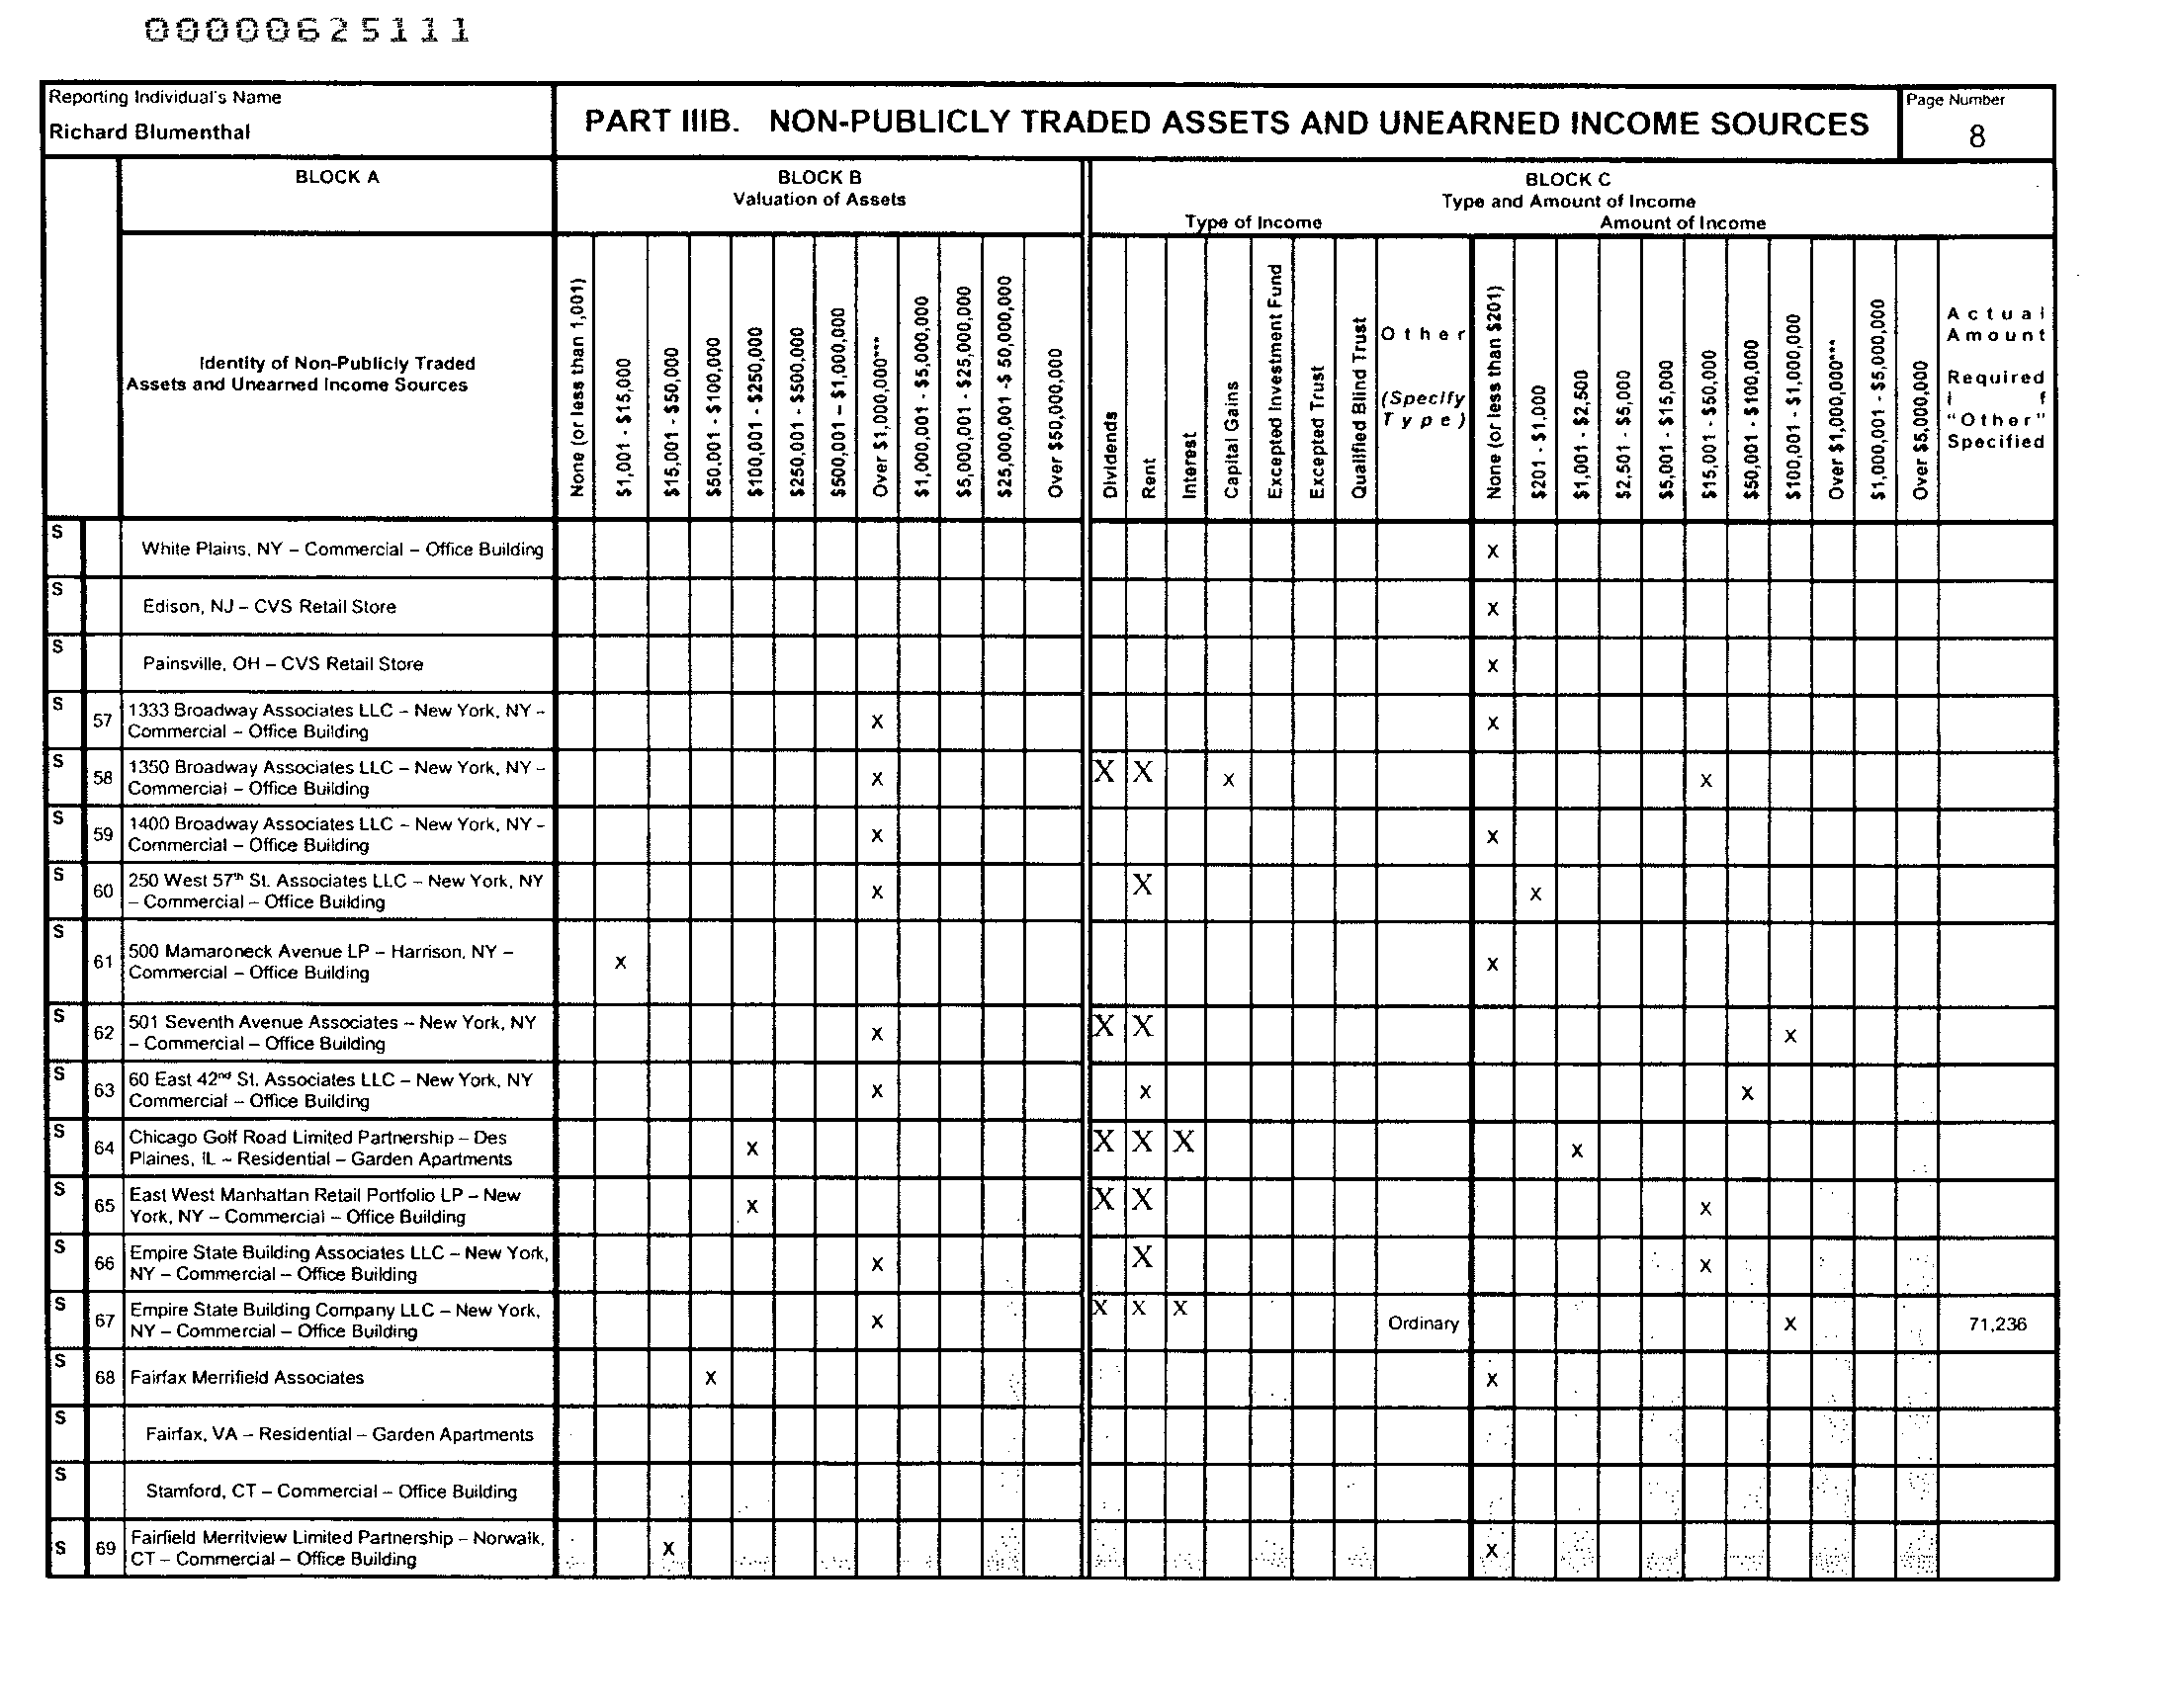 00000625111
Reporting Individual's Name
Richard Blumenthal
PART IIIB. NON-PUBLICLY TRADED ASSETS AND UNEARNED INCOME SOURCES
Page Number
8
BLOCK A
BLOCK B
Valuation of Assets
BLOCK C
Type and Amount of Income
Type of Income
Amount of Income
Identity of Non-Publicly Traded
Assets and Unearned Income Sources
None (or less than 1,001)
$1,001 - $15,000
$15,001 - $50,000
$50,001 - $100,000
$100,001 - $250,000
$250,001 - $500,000
$500,001 – $1,000,000
Over $1,000,000***
$1,000,001 - $5,000,000
$5,000,001 - $25,000,000
$25,000,001 -$ 50,000,000
Over $50,000,000
Dividends
Rent
Interest
Capital Gains
Excepted Investment Fund
Excepted Trust
Qualified Blind Trust
Other
(Specify
Type)
None (or less than $201)
$201 - $1,000
$1,001 - $2,500
$2,501 - $5,000
$5,001 - $15,000
$15,001 - $50,000
$50,001 - $100,000
$100,001 - $1,000,000
Over $1,000,000***
$1,000,001 - $5,000,000
Over $5,000,000
Actual
Amount
Required
I f
"Other"
Specified
S White Plains, NY – Commercial – Office Building X
S Edison, NJ – CVS Retail Store X
S Painsville, OH – CVS Retail Store X
S 57 1333 Broadway Associates LLC – New York, NY –
Commercial – Office Building X X
S 58 1350 Broadway Associates LLC – New York, NY –
Commercial – Office Building X X X X X
S 59 1400 Broadway Associates LLC – New York, NY –
Commercial – Office Building X X
S 60 250 West 57th St. Associates LLC – New York, NY
– Commercial – Office Building X X X
S 61 500 Mamaroneck Avenue LP – Harrison, NY –
Commercial – Office Building X X
S 62 501 Seventh Avenue Associates – New York, NY
– Commercial – Office Building X X X X
S 63 60 East 42nd St. Associates LLC – New York, NY
Commercial – Office Building X X X
S 64 Chicago Golf Road Limited Partnership – Des
Plaines, IL – Residential – Garden Apartments X X X X X
S 65 East West Manhattan Retail Portfolio LP – New
York, NY – Commercial – Office Building X X X X
S 66 Empire State Building Associates LLC – New York,
NY – Commercial – Office Building X X X
S 67 Empire State Building Company LLC – New York,
NY – Commercial – Office Building X X X X Ordinary X 71,236
S 68 Fairfax Merrifield Associates X X
S Fairfax, VA – Residential – Garden Apartments
S Stamford, CT – Commercial – Office Building
S 69 Fairfield Merritview Limited Partnership – Norwalk,
CT – Commercial – Office Building X X